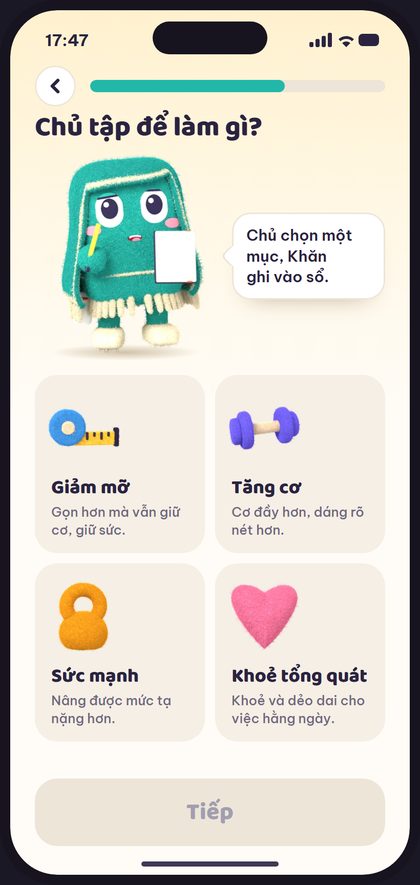 17:47
Chủ tập để làm gì?
Chủ chọn một
mục, Khăn
ghi vào sổ.
Giảm mỡ
Gọn hơn mà vẫn giữ
cơ, giữ sức.
Tăng cơ
Cơ đầy hơn, dáng rõ
nét hơn.
Sức mạnh
Nâng được mức tạ
nặng hơn.
Khoẻ tổng quát
Khoẻ và dẻo dai cho
việc hằng ngày.
Tiếp